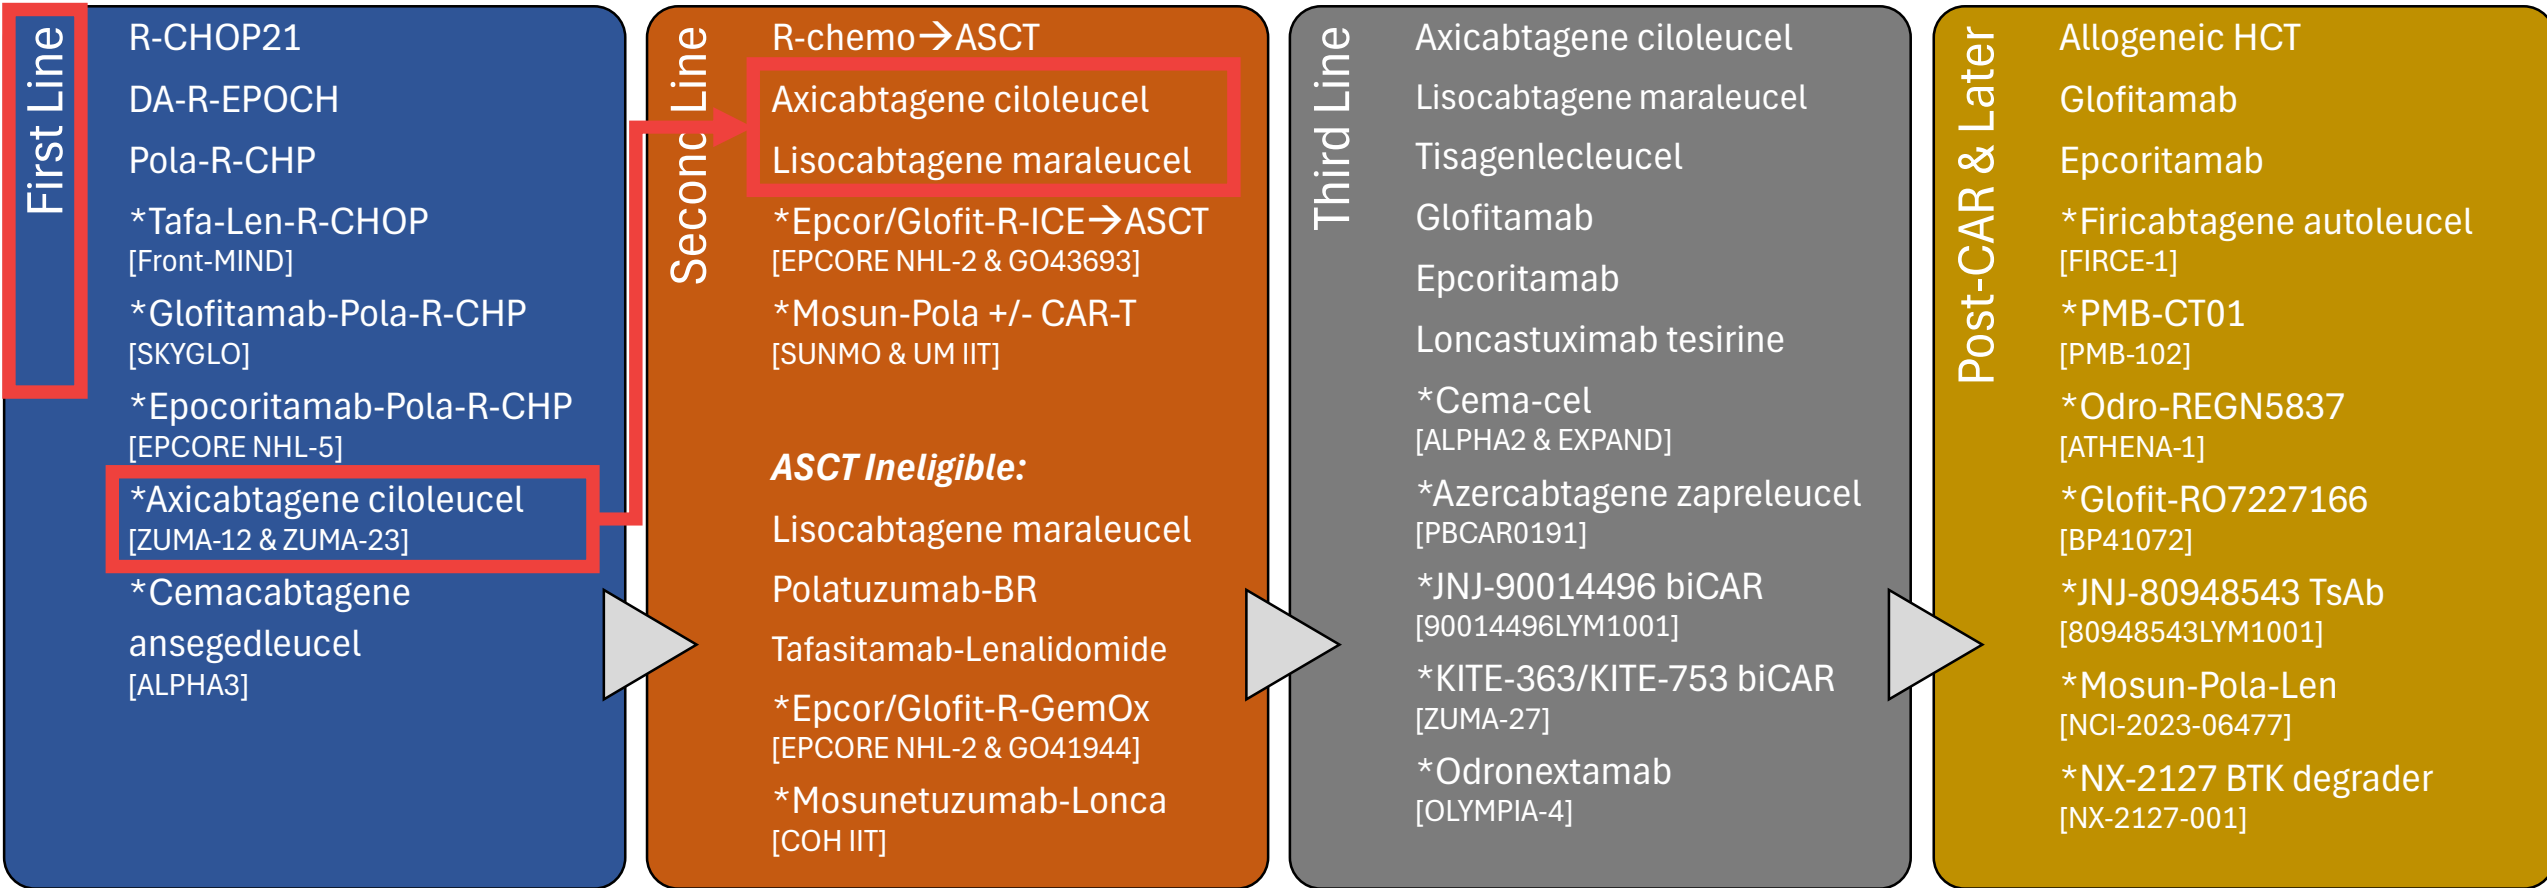 First Line
R-CHOP21
DA-R-EPOCH
Pola-R-CHP
*Tafa-Len-R-CHOP
[Front-MIND]
*Glofitamab-Pola-R-CHP
[SKYGLO]
*Epocoritamab-Pola-R-CHP
[EPCORE NHL-5]
*Axicabtagene ciloleucel
[ZUMA-12 & ZUMA-23]
*Cemacabtagene
ansegedleucel
[ALPHA3]
Second Line
R-chemo→ASCT
Axicabtagene ciloleucel
Lisocabtagene maraleucel
*Epcor/Glofit-R-ICE→ASCT
[EPCORE NHL-2 & GO43693]
*Mosun-Pola +/- CAR-T
[SUNMO & UM IIT]
ASCT Ineligible:
Lisocabtagene maraleucel
Polatuzumab-BR
Tafasitamab-Lenalidomide
*Epcor/Glofit-R-GemOx
[EPCORE NHL-2 & GO41944]
*Mosunetuzumab-Lonca
[COH IIT]
Third Line
Axicabtagene ciloleucel
Lisocabtagene maraleucel
Tisagenlecleucel
Glofitamab
Epcoritamab
Loncastuximab tesirine
*Cema-cel
[ALPHA2 & EXPAND]
*Azercabtagene zapreleucel
[PBCAR0191]
*JNJ-90014496 biCAR
[90014496LYM1001]
*KITE-363/KITE-753 biCAR
[ZUMA-27]
*Odronextamab
[OLYMPIA-4]
Post-CAR & Later
Allogeneic HCT
Glofitamab
Epcoritamab
*Firicabtagene autoleucel
[FIRCE-1]
*PMB-CT01
[PMB-102]
*Odro-REGN5837
[ATHENA-1]
*Glofit-RO7227166
[BP41072]
*JNJ-80948543 TsAb
[80948543LYM1001]
*Mosun-Pola-Len
[NCI-2023-06477]
*NX-2127 BTK degrader
[NX-2127-001]